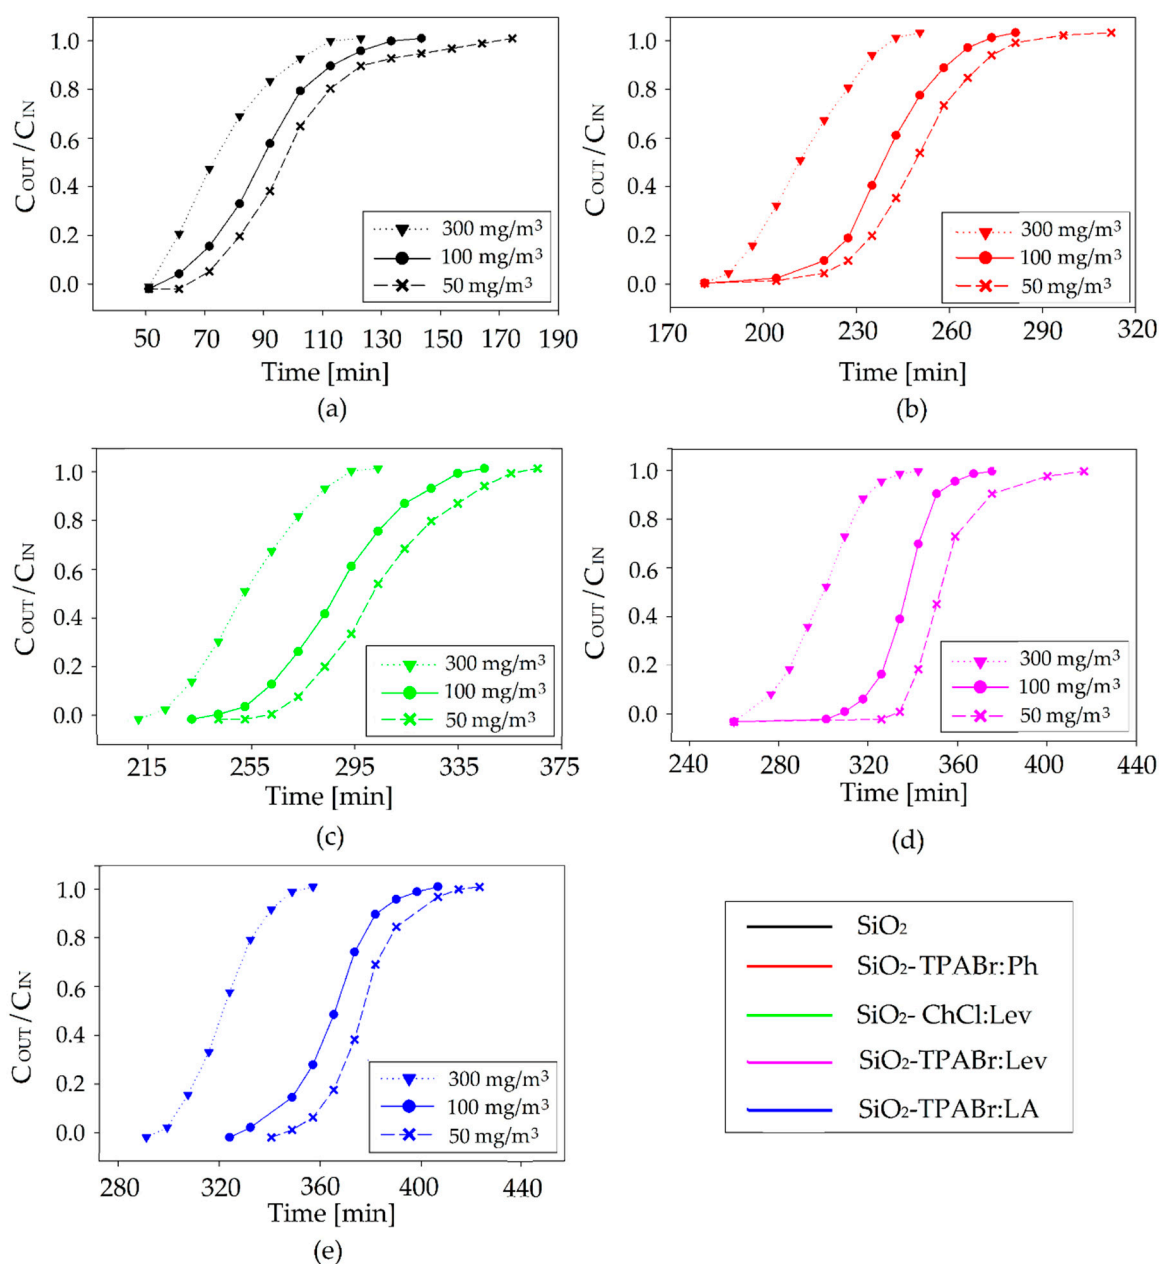 1.0
0.8
0.6
0.4
0.2
0.0
COUT/CIN
300 mg/m³
100 mg/m³
50 mg/m³
50 70 90 110 130 150 170 190
Time [min]
(a)
1.0
0.8
0.6
0.4
0.2
0.0
COUT/CIN
300 mg/m³
100 mg/m³
50 mg/m³
170 200 230 260 290 320
Time [min]
(b)
1.0
0.8
0.6
0.4
0.2
0.0
COUT/CIN
300 mg/m³
100 mg/m³
50 mg/m³
215 255 295 335 375
Time [min]
(c)
1.0
0.8
0.6
0.4
0.2
0.0
COUT/CIN
300 mg/m³
100 mg/m³
50 mg/m³
240 280 320 360 400 440
Time [min]
(d)
1.0
0.8
0.6
0.4
0.2
0.0
COUT/CIN
300 mg/m³
100 mg/m³
50 mg/m³
280 320 360 400 440
Time [min]
(e)
SiO₂
SiO₂-TPABr:Ph
SiO₂- ChCl:Lev
SiO₂-TPABr:Lev
SiO₂-TPABr:LA